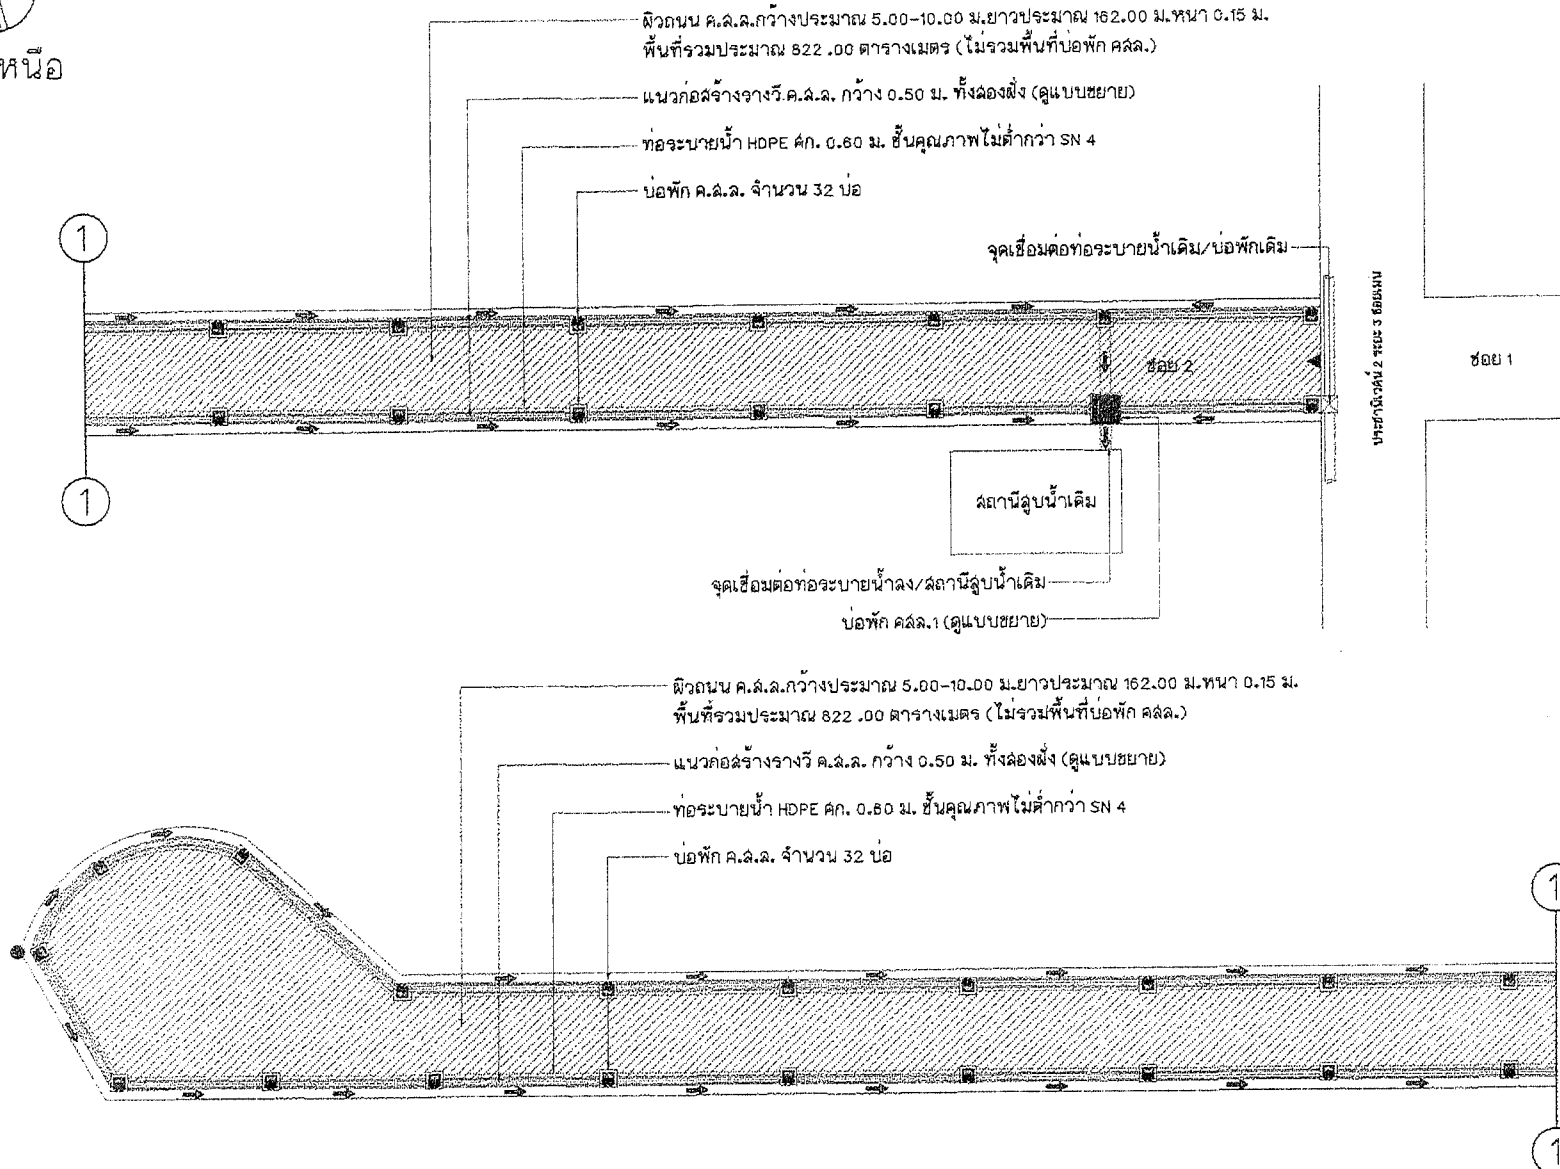 หนือ
ผิวถนน ค.ส.ล.กว้างประมาณ 5.00-10.00 ม.ยาวประมาณ 162.00 ม.หนา 0.15 ม.
พื้นที่รวมประมาณ 822.00 ตารางเมตร (ไม่รวมพื้นที่บ่อพัก คสล.)
แนวก่อสร้างรางวี ค.ส.ล. กว้าง 0.50 ม. ทั้งสองฝั่ง (ดูแบบขยาย)
ท่อระบายน้ำ HDPE ศก. 0.60 ม. ชั้นคุณภาพไม่ต่ำกว่า SN 4
บ่อพัก ค.ส.ล. จำนวน 32 บ่อ
จุดเชื่อมต่อท่อระบายน้ำเดิม/บ่อพักเดิม
1
ซอย 2
ประชานิเวศน์ 2 ระยะ 3 ซอยเมน
ซอย 1
1
สถานีสูบน้ำเดิม
จุดเชื่อมต่อท่อระบายน้ำลง/สถานีสูบน้ำเดิม
บ่อพัก คสล.1 (ดูแบบขยาย)
ผิวถนน ค.ส.ล.กว้างประมาณ 5.00-10.00 ม.ยาวประมาณ 162.00 ม.หนา 0.15 ม.
พื้นที่รวมประมาณ 822.00 ตารางเมตร (ไม่รวมพื้นที่บ่อพัก คสล.)
แนวก่อสร้างรางวี ค.ส.ล. กว้าง 0.50 ม. ทั้งสองฝั่ง (ดูแบบขยาย)
ท่อระบายน้ำ HDPE ศก. 0.60 ม. ชั้นคุณภาพไม่ต่ำกว่า SN 4
บ่อพัก ค.ส.ล. จำนวน 32 บ่อ
1
1